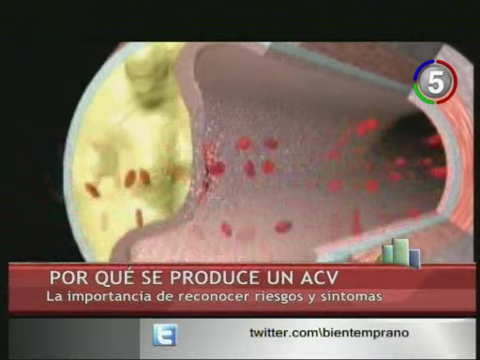 5
POR QUÉ SE PRODUCE UN ACV
La importancia de reconocer riesgos y síntomas
twitter.com\bientemprano